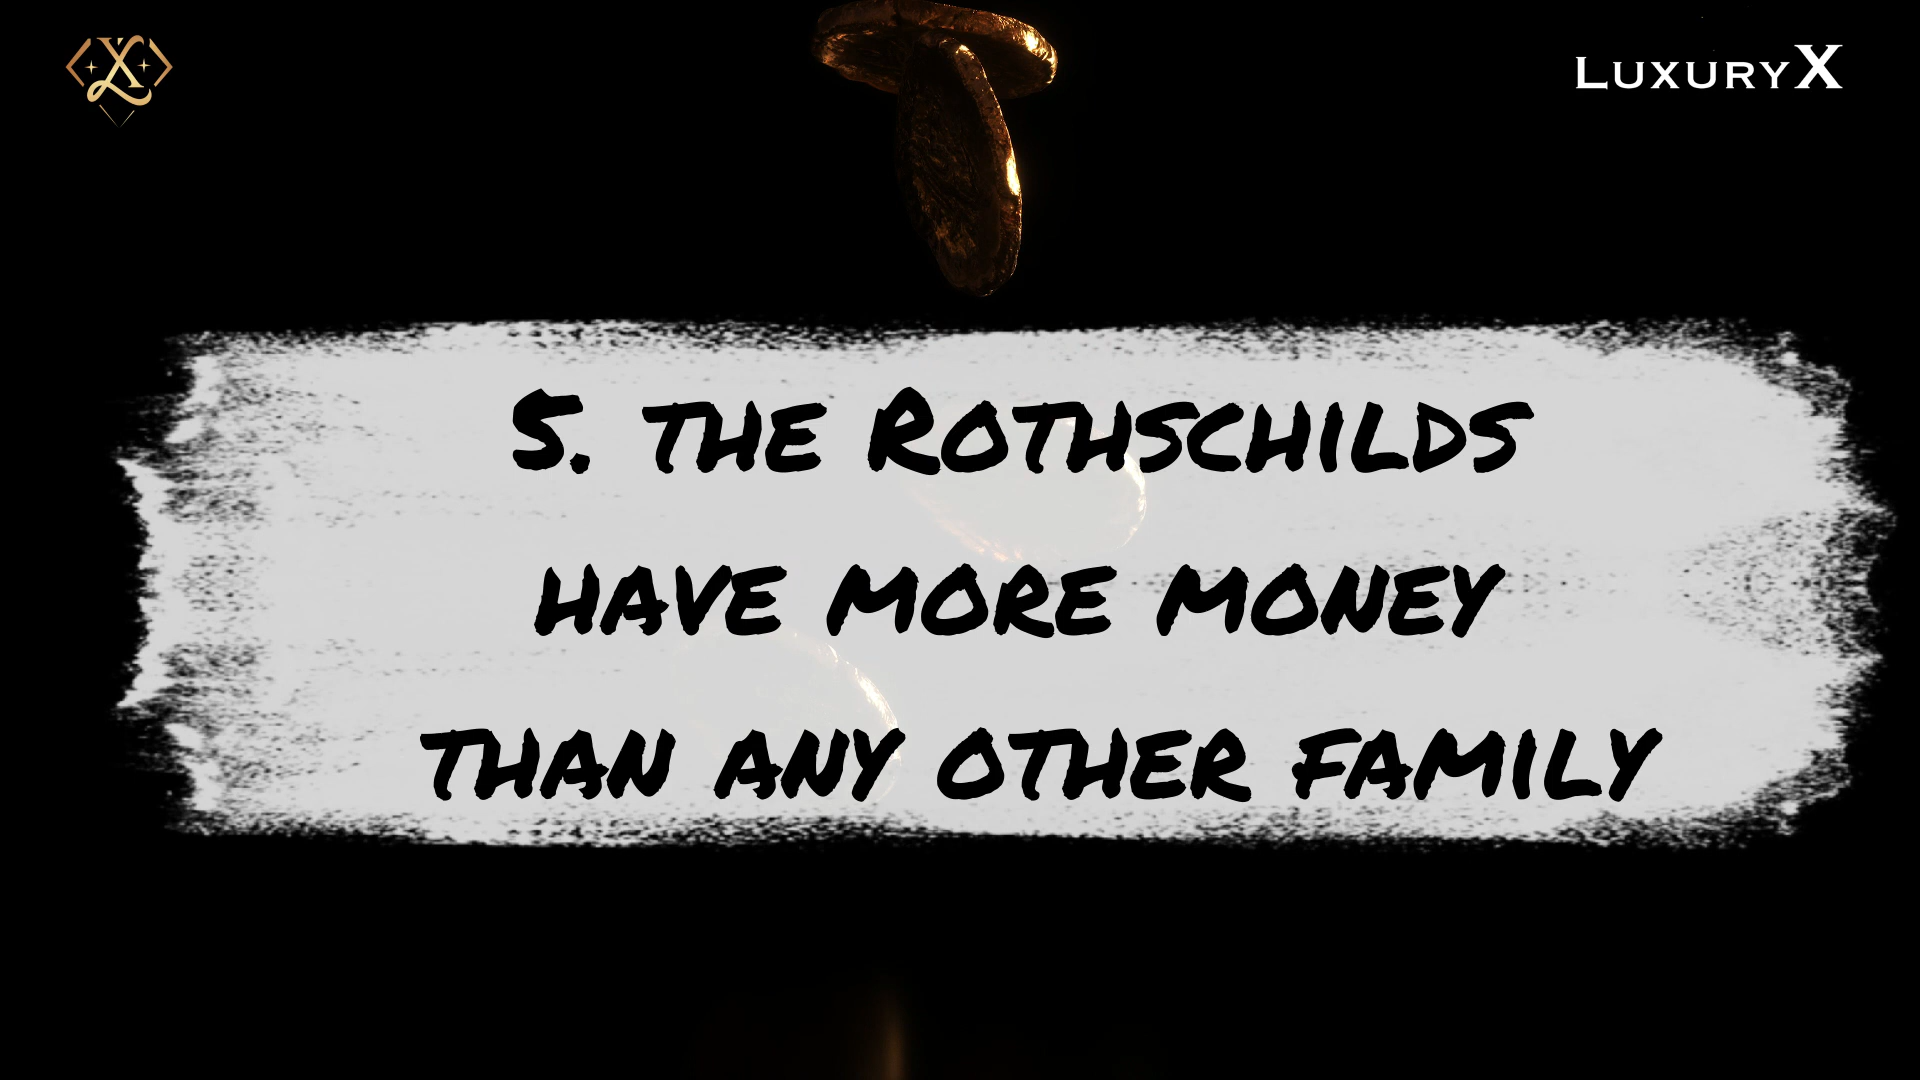 LUXURYX
5. THE ROTHSCHILDS
HAVE MORE MONEY
THAN ANY OTHER FAMILY